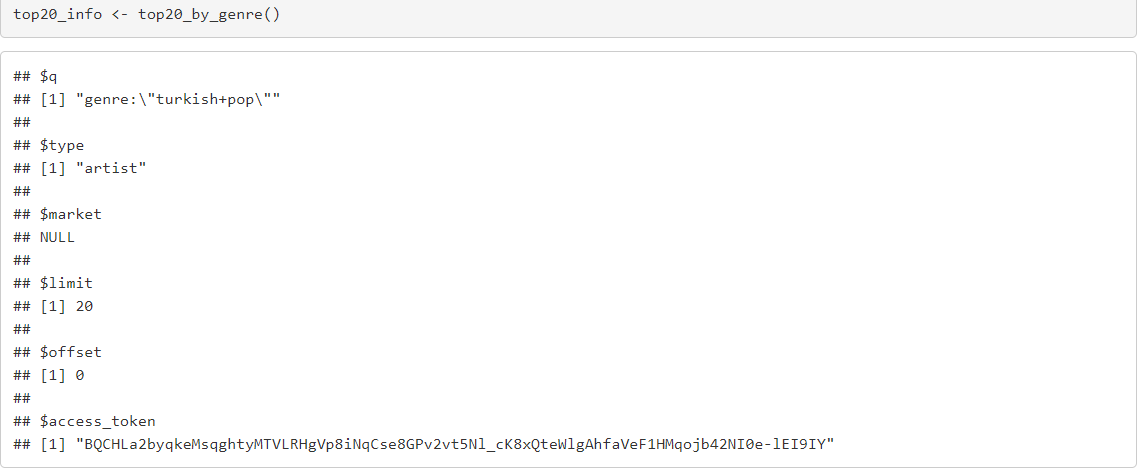 top20_info <- top20_by_genre()
## $q
## [1] "genre:\"turkish+pop\""
##
## $type
## [1] "artist"
##
## $market
## NULL
##
## $limit
## [1] 20
##
## $offset
## [1] 0
##
## $access_token
## [1] "BQCHLa2byqkeMsqghtyMTVLRHgVp8iNqCse8GPv2vt5Nl_cK8xQteWlgAhfaVeF1HMqojb42NI0e-lEI9IY"